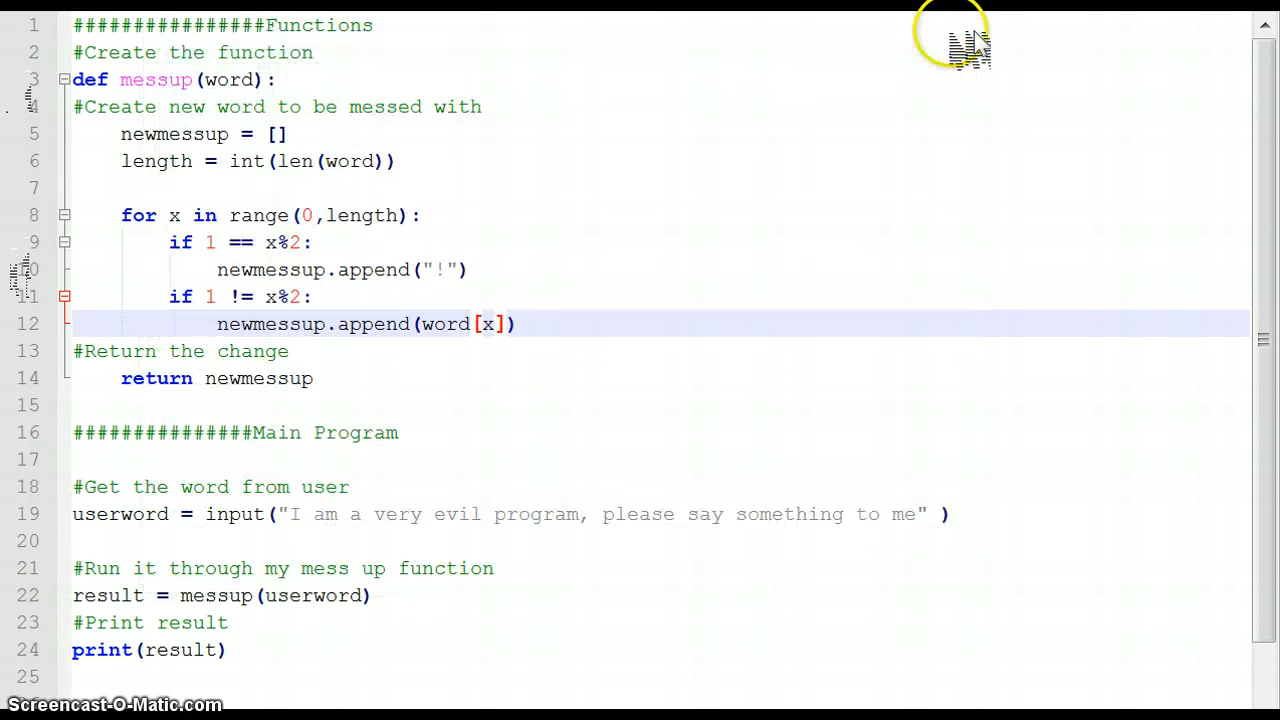 1 ################Functions
2 #Create the function
3 def messup(word):
4 #Create new word to be messed with
5     newmessup = []
6     length = int(len(word))
7
8     for x in range(0,length):
9         if 1 == x%2:
10             newmessup.append("!")
11         if 1 != x%2:
12             newmessup.append(word[x])
13 #Return the change
14     return newmessup
15
16 ###############Main Program
17
18 #Get the word from user
19 userword = input("I am a very evil program, please say something to me" )
20
21 #Run it through my mess up function
22 result = messup(userword)
23 #Print result
24 print(result)
25
Screencast-O-Matic.com